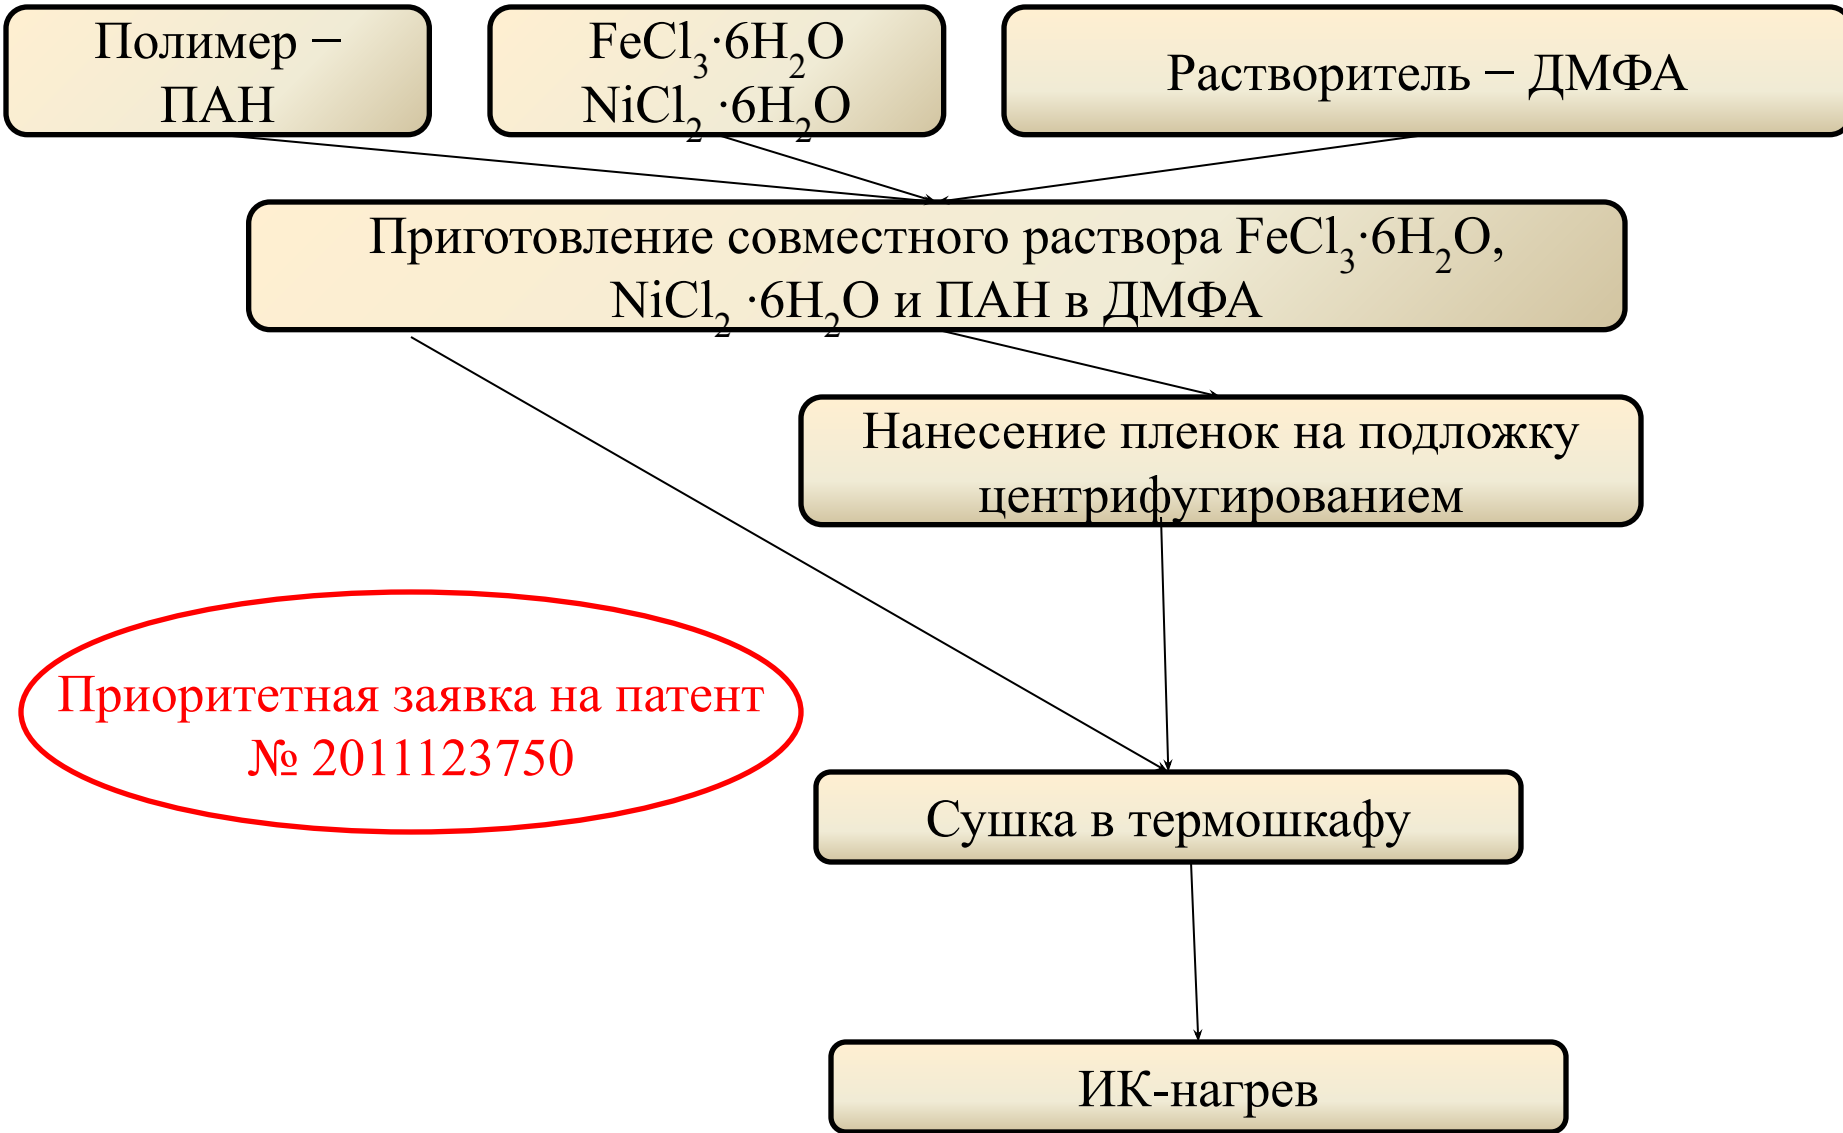 Полимер –
ПАН
FeCl₃·6H₂O
NiCl₂ ·6H₂O
Растворитель – ДМФА
Приготовление совместного раствора FeCl₃·6H₂O,
NiCl₂ ·6H₂O и ПАН в ДМФА
Нанесение пленок на подложку
центрифугированием
Приоритетная заявка на патент
№ 2011123750
Сушка в термошкафу
ИК-нагрев